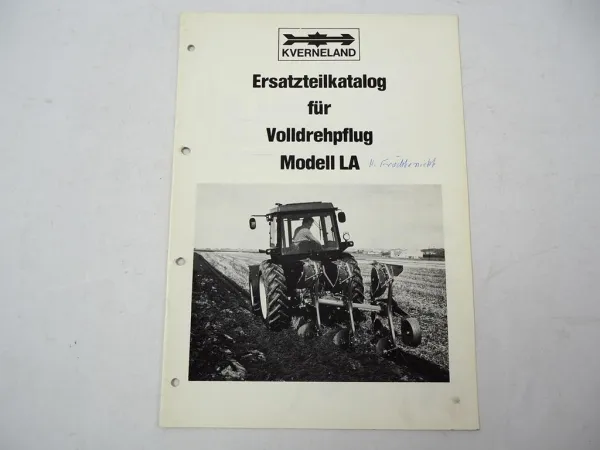 KVERNELAND
Ersatzteilkatalog
für
Volldrehpflug
Modell LA